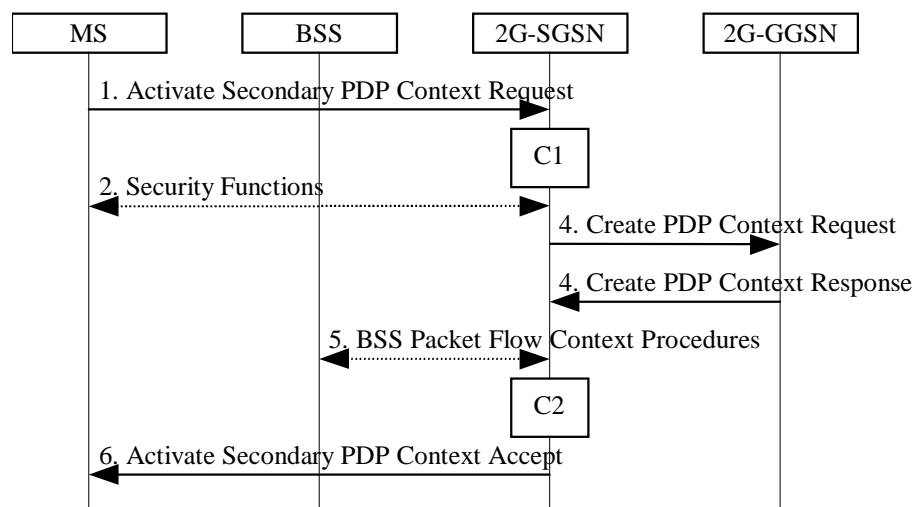 MS
BSS
2G-SGSN
2G-GGSN
1. Activate Secondary PDP Context Request
C1
2. Security Functions
4. Create PDP Context Request
4. Create PDP Context Response
5. BSS Packet Flow Context Procedures
C2
6. Activate Secondary PDP Context Accept